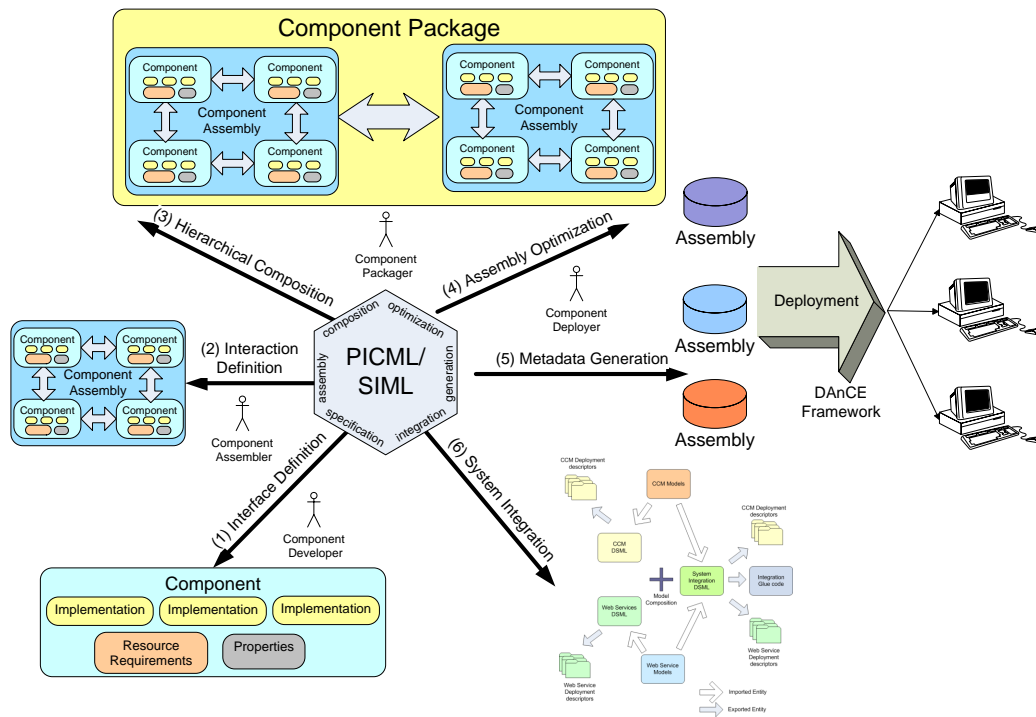 Component Package
Component
Component
Component
Assembly
Component
Component
Component
Component
Component
Assembly
Component
Component
(3) Hierarchical Composition
Component
Packager
(4) Assembly Optimization
Component
Deployer
Assembly
Assembly
Assembly
Deployment
DAnCE
Framework
Component
Component
Component
Assembly
Component
Component
(2) Interaction
Definition
Component
Assembler
composition
optimization
assembly
PICML/
SIML
generation
specification
integration
(5) Metadata Generation
(1) Interface Definition
Component
Developer
(6) System Integration
Component
Implementation
Implementation
Implementation
Resource
Requirements
Properties
CCM Deployment
descriptors
CCM Models
CCM Deployment
descriptors
CCM
DSML
Model
Composition
System
Integration
DSML
Integration
Glue code
Web Services
DSML
Web Service
Deployment
descriptors
Web Service
Models
Web Service
Deployment
descriptors
Imported Entity
Exported Entity